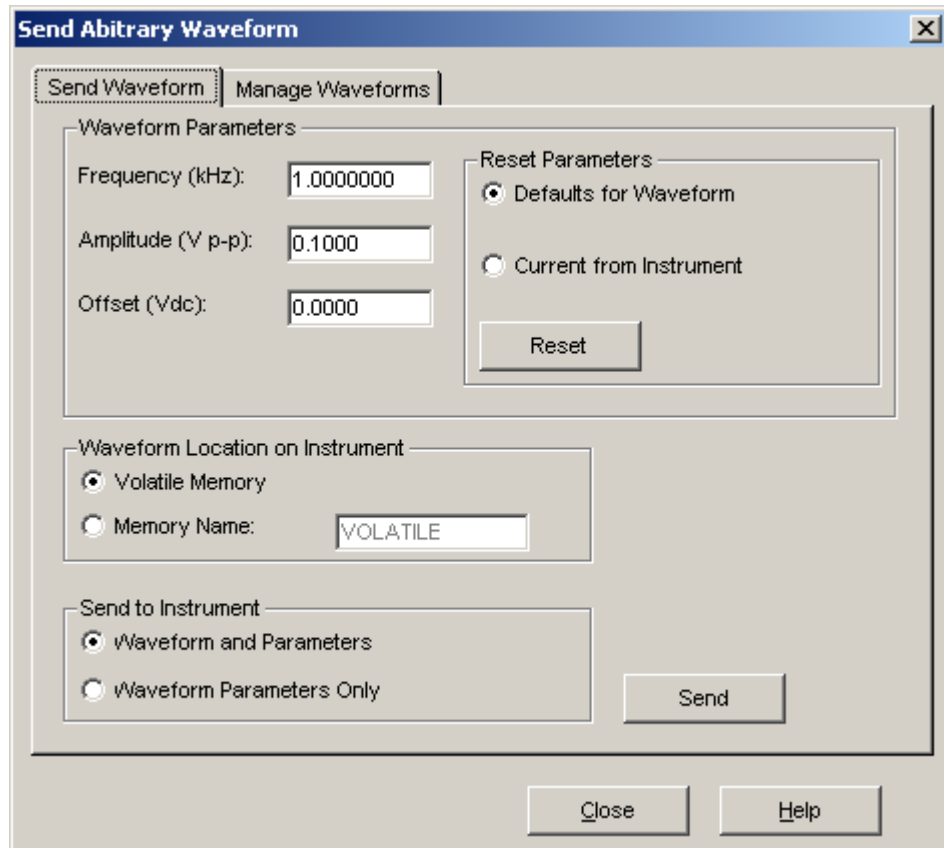 Send Abitrary Waveform
Send Waveform
Manage Waveforms
Waveform Parameters
Frequency (kHz):
1.0000000
Amplitude (V p-p):
0.1000
Offset (Vdc):
0.0000
Reset Parameters
Defaults for Waveform
Current from Instrument
Reset
Waveform Location on Instrument
Volatile Memory
Memory Name:
VOLATILE
Send to Instrument
Waveform and Parameters
Waveform Parameters Only
Send
Close
Help